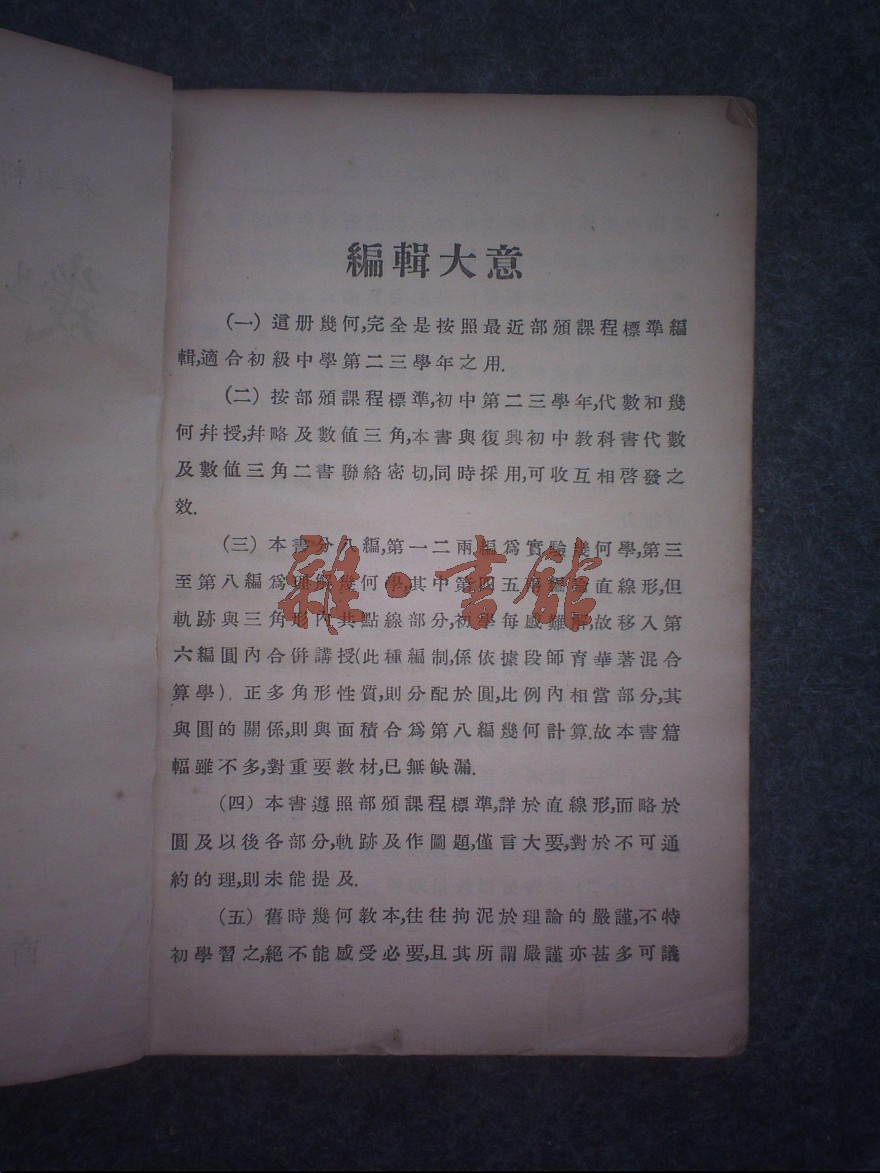 編輯大意
(一) 這册幾何,完全是按照最近部頒課程標準編
輯,適合初級中學第二三學年之用.
(二) 按部頒課程標準,初中第二三學年,代數和幾
何幷授,幷略及數值三角,本書與復興初中教科書代數
及數值三角二書聯絡密切,同時採用,可收互相啓發之
效.
(三) 本書分八編,第一二兩編爲實驗幾何學,第三
至第八編爲理解幾何學,其中第四五兩編論直線形,但
軌跡與三角形內共點線部分,初學每感難解,故移入第
六編圓內合併講授(此種編制,係依據段師育華著混合
算學). 正多角形性質,則分配於圓,比例內相當部分,其
與圓的關係,則與面積合爲第八編幾何計算.故本書篇
幅雖不多,對重要教材,已無缺漏.
(四) 本書遵照部頒課程標準,詳於直線形,而略於
圓及以後各部分,軌跡及作圖題,僅言大要,對於不可通
約的理,則未能提及.
(五) 舊時幾何教本,往往拘泥於理論的嚴謹,不特
初學習之,絕不能感受必要,且其所謂嚴謹亦甚多可議
雜·書館